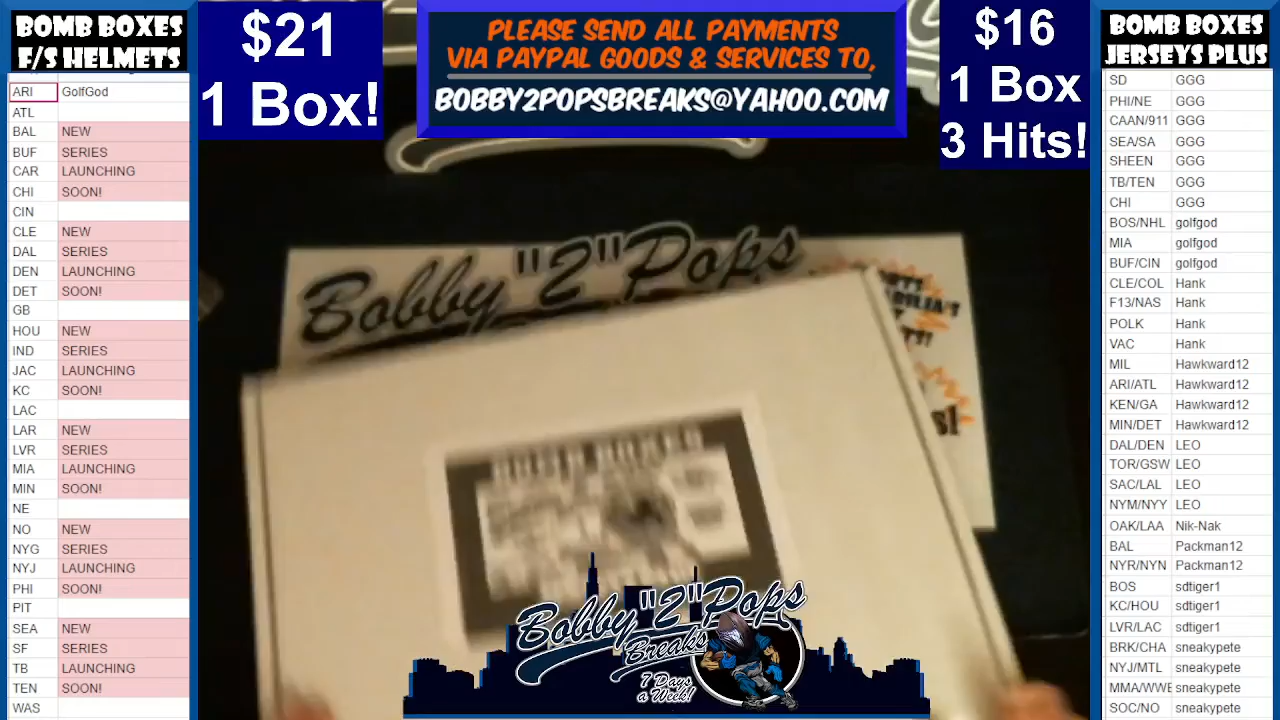 BOMB BOXES
F/S HELMETS
ARI GolfGod
ATL
BAL NEW
BUF SERIES
CAR LAUNCHING
CHI SOON!
CIN
CLE NEW
DAL SERIES
DEN LAUNCHING
DET SOON!
GB
HOU NEW
IND SERIES
JAC LAUNCHING
KC SOON!
LAC
LAR NEW
LVR SERIES
MIA LAUNCHING
MIN SOON!
NE
NO NEW
NYG SERIES
NYJ LAUNCHING
PHI SOON!
PIT
SEA NEW
SF SERIES
TB LAUNCHING
TEN SOON!
WAS
$21
1 Box!
PLEASE SEND ALL PAYMENTS
VIA PAYPAL GOODS & SERVICES TO,
BOBBY2POPSBREAKS@YAHOO.COM
$16
1 Box
3 Hits!
Bobby "2" Pops
BOMB BOXES
Bobby "2" Pops
Breaks
7 Days
a Week!
BOMB BOXES
JERSEYS PLUS
SD GGG
PHI/NE GGG
CAAN/911 GGG
SEA/SA GGG
SHEEN GGG
TB/TEN GGG
CHI GGG
BOS/NHL golfgod
MIA golfgod
BUF/CIN golfgod
CLE/COL Hank
F13/NAS Hank
POLK Hank
VAC Hank
MIL Hawkward12
ARI/ATL Hawkward12
KEN/GA Hawkward12
MIN/DET Hawkward12
DAL/DEN LEO
TOR/GSW LEO
SAC/LAL LEO
NYM/NYY LEO
OAK/LAA Nik-Nak
BAL Packman12
NYR/NYN Packman12
BOS sdtiger1
KC/HOU sdtiger1
LVR/LAC sdtiger1
BRK/CHA sneakypete
NYJ/MTL sneakypete
MMA/WWE sneakypete
SOC/NO sneakypete